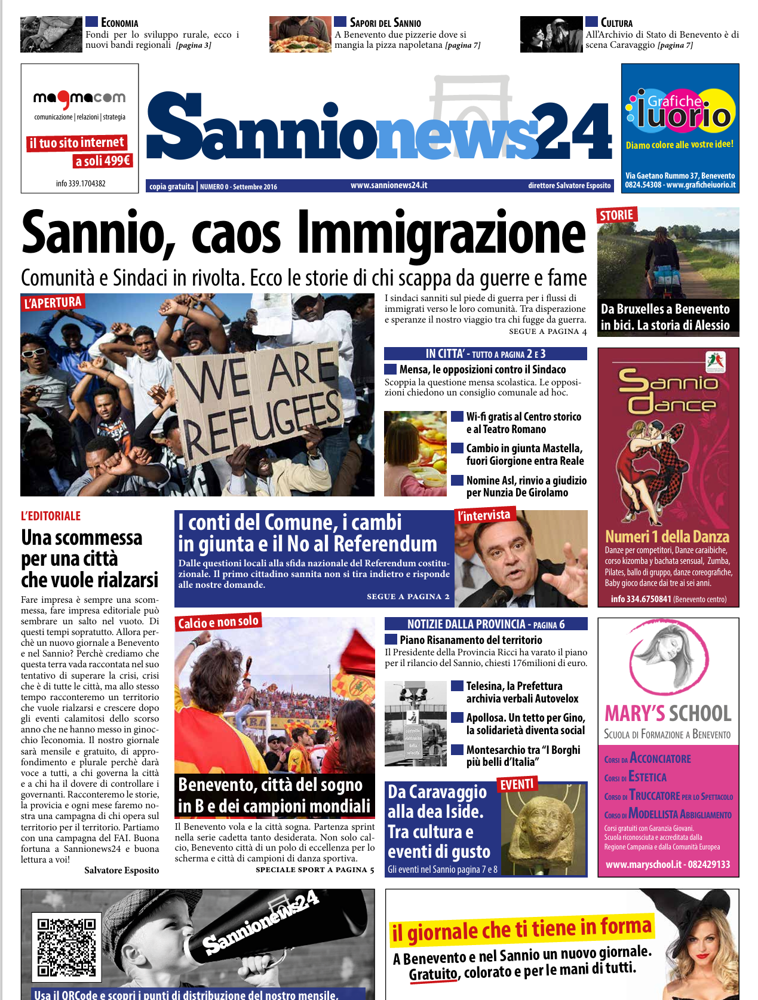 Economia
Fondi per lo sviluppo rurale, ecco i
nuovi bandi regionali [pagina 3]
Sapori del Sannio
A Benevento due pizzerie dove si
mangia la pizza napoletana [pagina 7]
Cultura
All'Archivio di Stato di Benevento è di
scena Caravaggio [pagina 7]
magmacom
comunicazione | relazioni | strategia
il tuo sito internet
a soli 499€
info 339.1704382
Sannionews24
copia gratuita | NUMERO 0 - Settembre 2016
www.sannionews24.it
direttore Salvatore Esposito
Grafiche
iuorio
Diamo colore alle vostre idee!
Via Gaetano Rummo 37, Benevento
0824.54308 - www.graficheiuorio.it
Sannio, caos Immigrazione
Comunità e Sindaci in rivolta. Ecco le storie di chi scappa da guerre e fame
L'APERTURA
WE ARE
REFUGEES
I sindaci sanniti sul piede di guerra per i flussi di
immigrati verso le loro comunità. Tra disperazione
e speranze il nostro viaggio tra chi fugge da guerra.
SEGUE A PAGINA 4
IN CITTA' - TUTTO A PAGINA 2 E 3
Mensa, le opposizioni contro il Sindaco
Scoppia la questione mensa scolastica. Le opposi-
zioni chiedono un consiglio comunale ad hoc.
Wi-fi gratis al Centro storico
e al Teatro Romano
Cambio in giunta Mastella,
fuori Giorgione entra Reale
Nomine Asl, rinvio a giudizio
per Nunzia De Girolamo
STORIE
Da Bruxelles a Benevento
in bici. La storia di Alessio
Sannio
dance
Numeri 1 della Danza
Danze per competitori, Danze caraibiche,
corso kizomba y bachata sensual, Zumba,
Pilates, ballo di gruppo, danze coreografiche,
Baby gioco dance dai tre ai sei anni.
info 334.6750841 (Benevento centro)
L'EDITORIALE
Una scommessa
per una città
che vuole rialzarsi
Fare impresa è sempre una scom-
messa, fare impresa editoriale può
sembrare un salto nel vuoto. Di
questi tempi sopratutto. Allora per-
chè un nuovo giornale a Benevento
e nel Sannio? Perchè crediamo che
questa terra vada raccontata nel suo
tentativo di superare la crisi, crisi
che è di tutte le città, ma allo stesso
tempo racconteremo un territorio
che vuole rialzarsi e crescere dopo
gli eventi calamitosi dello scorso
anno che ne hanno messo in ginoc-
chio l'economia. Il nostro giornale
sarà mensile e gratuito, di appro-
fondimento e plurale perchè darà
voce a tutti, a chi governa la città
e a chi ha il dovere di controllare i
governanti. Racconteremo le storie,
la provicia e ogni mese faremo no-
stra una campagna di chi opera sul
territorio per il territorio. Partiamo
con una campagna del FAI. Buona
fortuna a Sannionews24 e buona
lettura a voi!
Salvatore Esposito
I conti del Comune, i cambi
in giunta e il No al Referendum
Dalle questioni locali alla sfida nazionale del Referendum costitu-
zionale. Il primo cittadino sannita non si tira indietro e risponde
alle nostre domande.
SEGUE A PAGINA 2
l'intervista
Calcio e non solo
Benevento, città del sogno
in B e dei campioni mondiali
Il Benevento vola e la città sogna. Partenza sprint
nella serie cadetta tanto desiderata. Non solo cal-
cio, Benevento città di un polo di eccellenza per lo
scherma e città di campioni di danza sportiva.
SPECIALE SPORT A PAGINA 5
NOTIZIE DALLA PROVINCIA - PAGINA 6
Piano Risanamento del territorio
Il Presidente della Provincia Ricci ha varato il piano
per il rilancio del Sannio, chiesti 176milioni di euro.
controllo
elettronico
della
velocità
Telesina, la Prefettura
archivia verbali Autovelox
Apollosa. Un tetto per Gino,
la solidarietà diventa social
Montesarchio tra "I Borghi
più belli d'Italia"
EVENTI
Da Caravaggio
alla dea Iside.
Tra cultura e
eventi di gusto
Gli eventi nel Sannio pagina 7 e 8
MARY'S SCHOOL
Scuola di Formazione a Benevento
Corsi da Acconciatore
Corsi di Estetica
Corso di Truccatore per lo Spettacolo
Corso di Modellista Abbigliamento
Corsi gratuiti con Garanzia Giovani.
Scuola riconosciuta e accreditata dalla
Regione Campania e dalla Comunità Europea
www.maryschool.it - 082429133
Sannionews24
Usa il QRCode e scopri i punti di distribuzione del nostro mensile,
il giornale che ti tiene in forma
A Benevento e nel Sannio un nuovo giornale.
Gratuito, colorato e per le mani di tutti.